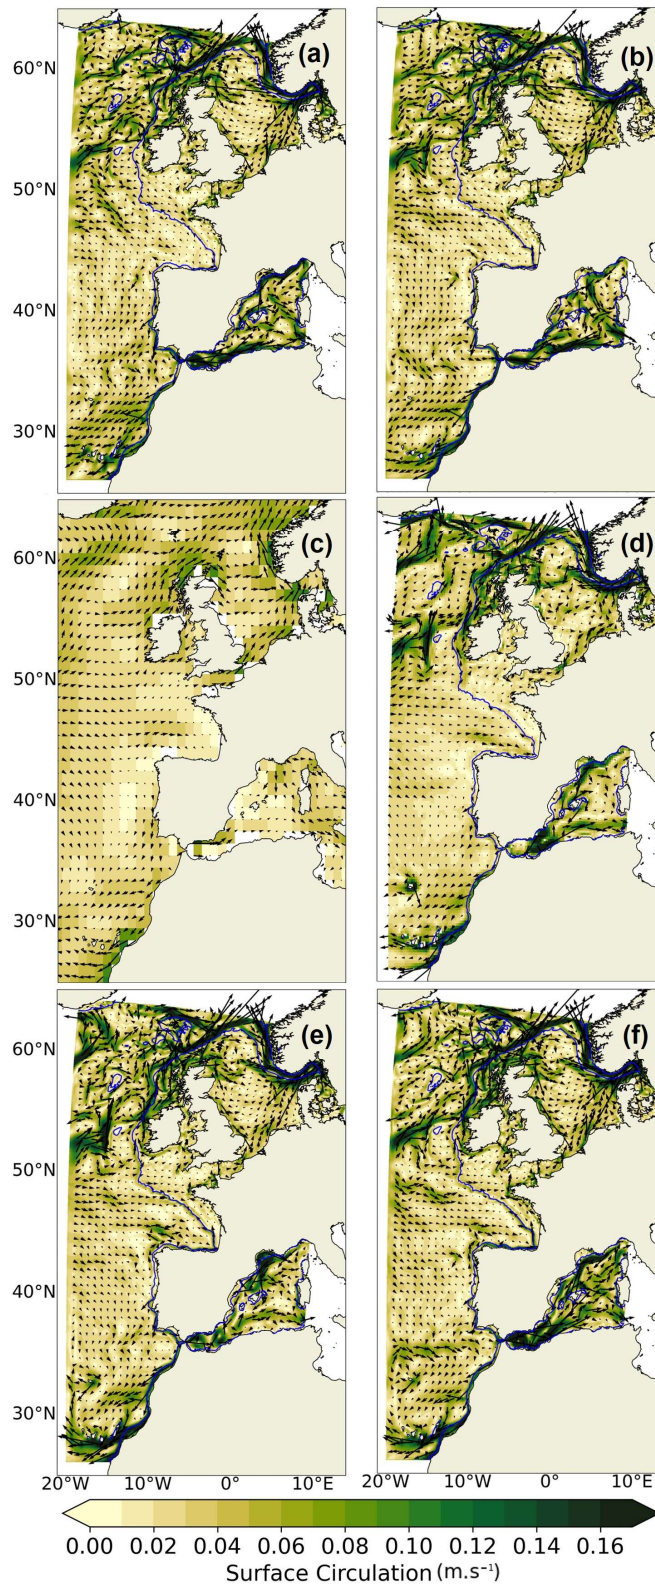 (a)
(b)
60°N
50°N
40°N
30°N
(c)
(d)
60°N
50°N
40°N
30°N
(e)
(f)
60°N
50°N
40°N
30°N
20°W 10°W 0° 10°E 20°W 10°W 0° 10°E
0.00 0.02 0.04 0.06 0.08 0.10 0.12 0.14 0.16
Surface Circulation (m.s⁻¹)